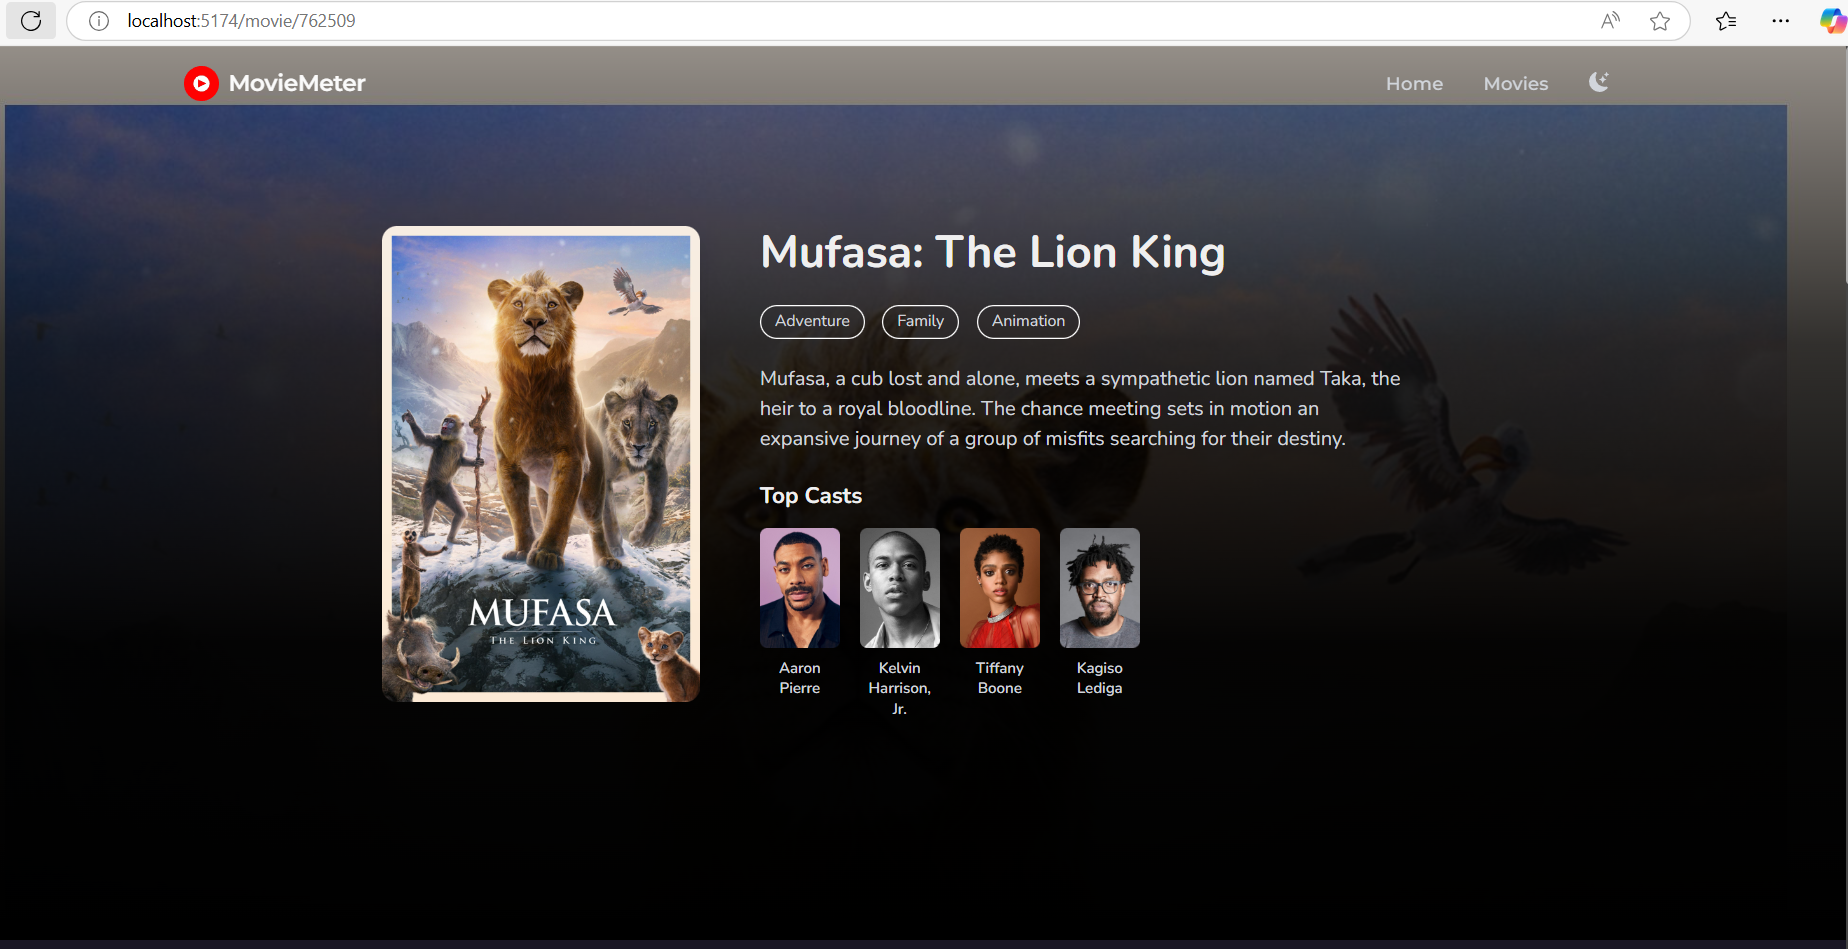 localhost:5174/movie/762509
MovieMeter
Home
Movies
Mufasa: The Lion King
Adventure
Family
Animation
Mufasa, a cub lost and alone, meets a sympathetic lion named Taka, the
heir to a royal bloodline. The chance meeting sets in motion an
expansive journey of a group of misfits searching for their destiny.
Top Casts
Aaron
Pierre
Kelvin
Harrison,
Jr.
Tiffany
Boone
Kagiso
Lediga
MUFASA
THE LION KING